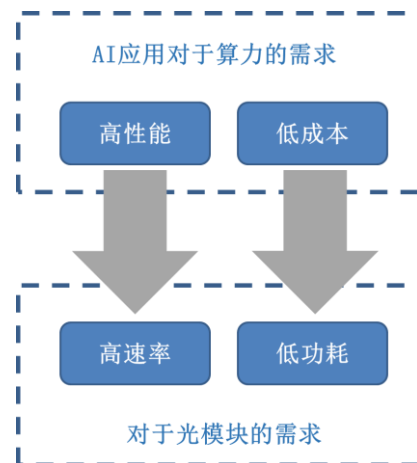 AI应用对于算力的需求
高性能
低成本
高速率
低功耗
对于光模块的需求